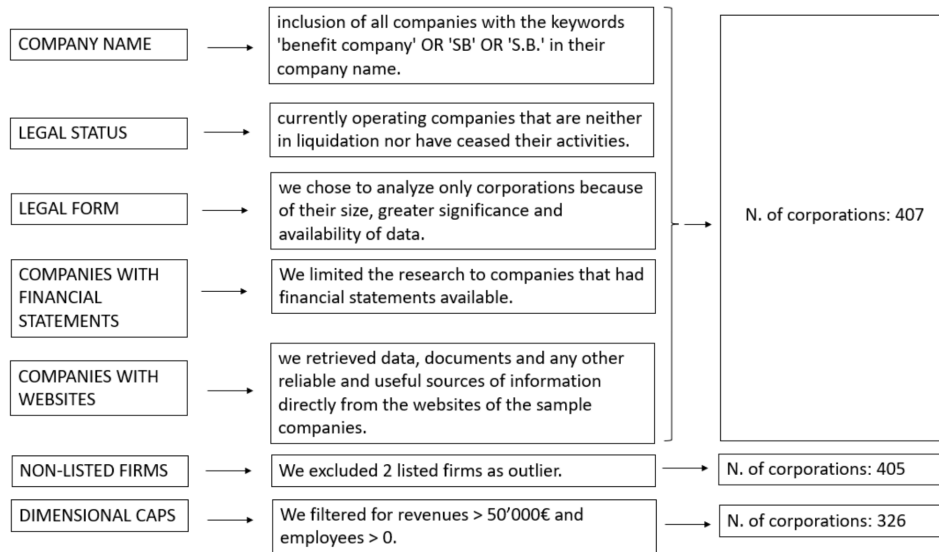 COMPANY NAME
inclusion of all companies with the keywords
'benefit company' OR 'SB' OR 'S.B.' in their
company name.
LEGAL STATUS
currently operating companies that are neither
in liquidation nor have ceased their activities.
LEGAL FORM
we chose to analyze only corporations because
of their size, greater significance and
availability of data.
COMPANIES WITH
FINANCIAL
STATEMENTS
We limited the research to companies that had
financial statements available.
COMPANIES WITH
WEBSITES
we retrieved data, documents and any other
reliable and useful sources of information
directly from the websites of the sample
companies.
N. of corporations: 407
NON-LISTED FIRMS
We excluded 2 listed firms as outlier.
N. of corporations: 405
DIMENSIONAL CAPS
We filtered for revenues > 50’000€ and
employees > 0.
N. of corporations: 326